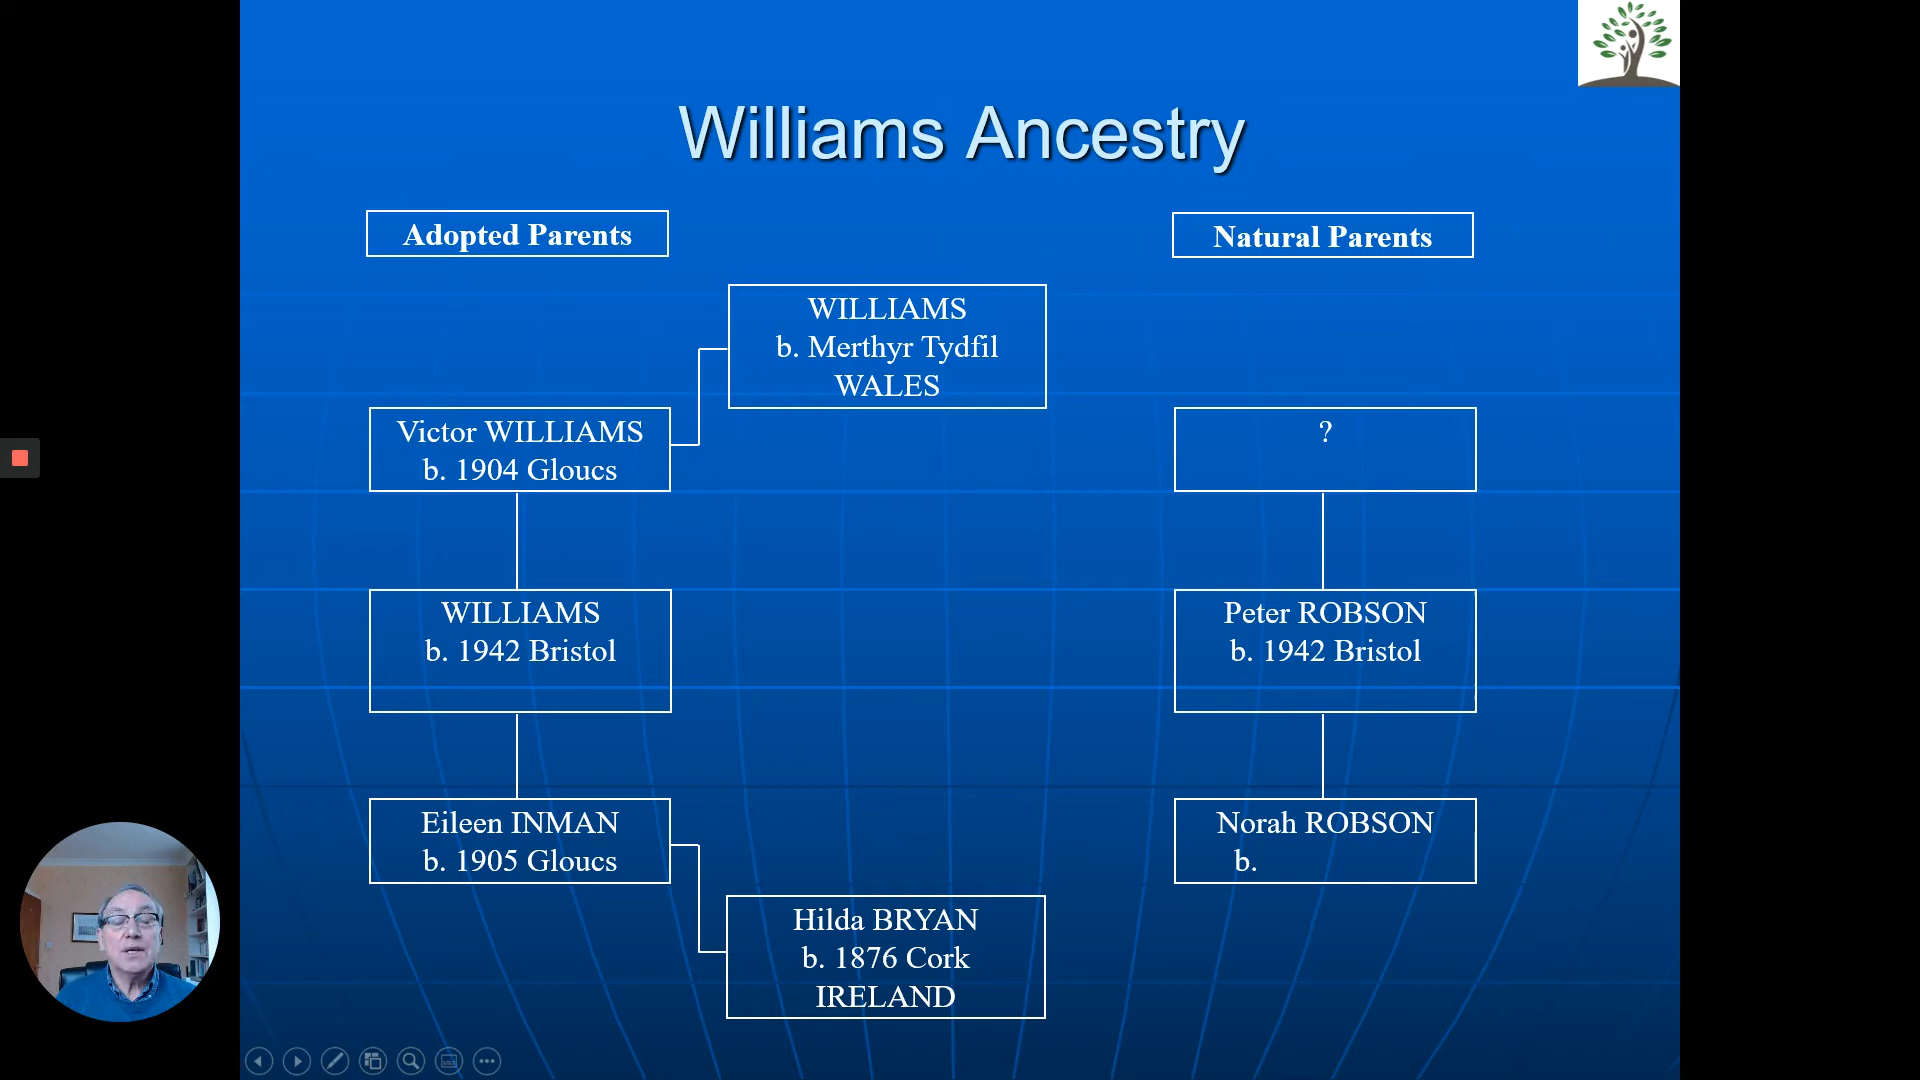 Williams Ancestry
Adopted Parents
Natural Parents
WILLIAMS
b. Merthyr Tydfil
WALES
Victor WILLIAMS
b. 1904 Gloucs
?
WILLIAMS
b. 1942 Bristol
Peter ROBSON
b. 1942 Bristol
Eileen INMAN
b. 1905 Gloucs
Norah ROBSON
b.
Hilda BRYAN
b. 1876 Cork
IRELAND